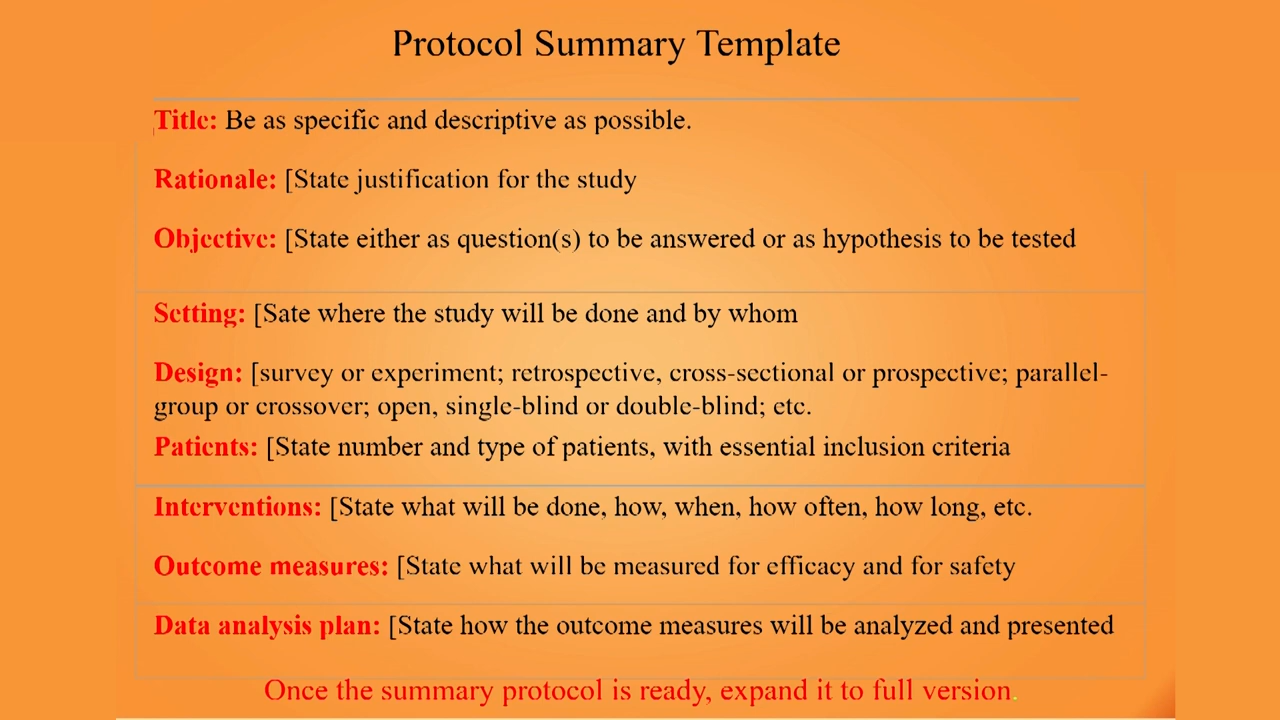 Protocol Summary Template
Title: Be as specific and descriptive as possible.
Rationale: [State justification for the study
Objective: [State either as question(s) to be answered or as hypothesis to be tested
Setting: [Sate where the study will be done and by whom
Design: [survey or experiment; retrospective, cross-sectional or prospective; parallel-
group or crossover; open, single-blind or double-blind; etc.
Patients: [State number and type of patients, with essential inclusion criteria
Interventions: [State what will be done, how, when, how often, how long, etc.
Outcome measures: [State what will be measured for efficacy and for safety
Data analysis plan: [State how the outcome measures will be analyzed and presented
Once the summary protocol is ready, expand it to full version.